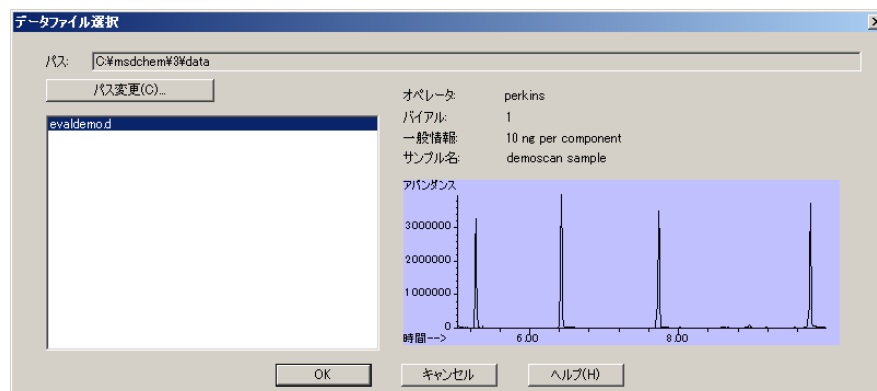 データファイル選択
パス: C:¥msdchem¥3¥data
パス変更(C)...
evaldemo.d
オペレータ: perkins
バイアル: 1
一般情報: 10 ng per component
サンプル名: demoscan sample
アバンダンス
3000000
2000000
1000000
0
時間--> 6.00 8.00
OK キャンセル ヘルプ(H)